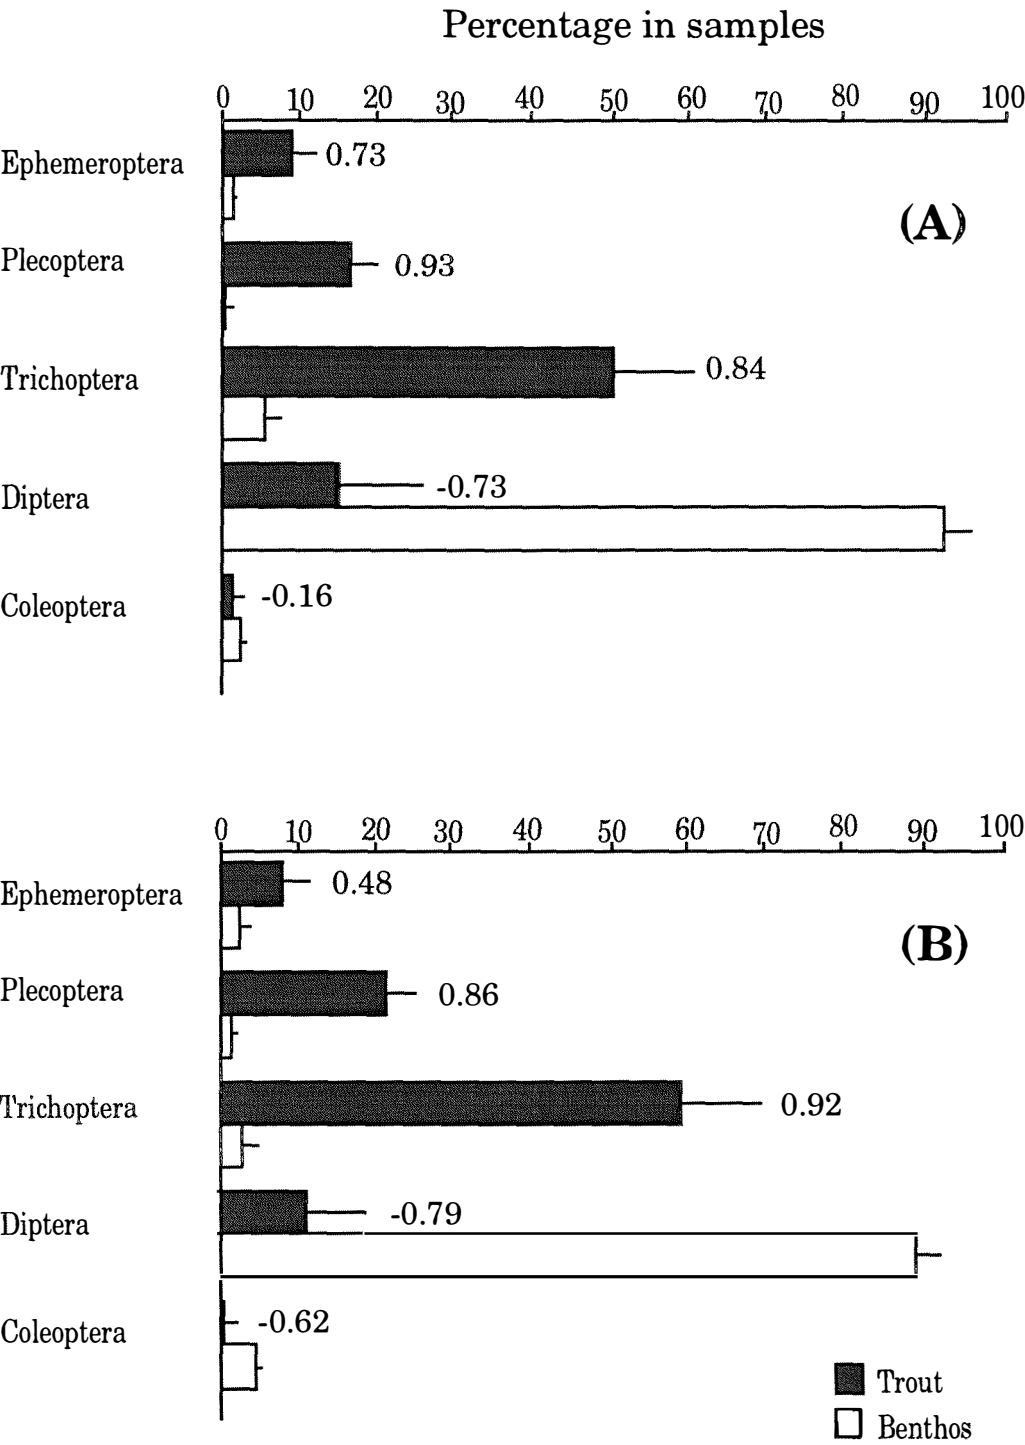 Percentage in samples
0 10 20 30 40 50 60 70 80 90 100
Ephemeroptera 0.73
(A)
Plecoptera 0.93
Trichoptera 0.84
Diptera -0.73
Coleoptera -0.16
0 10 20 30 40 50 60 70 80 90 100
Ephemeroptera 0.48
(B)
Plecoptera 0.86
Trichoptera 0.92
Diptera -0.79
Coleoptera -0.62
Trout
Benthos